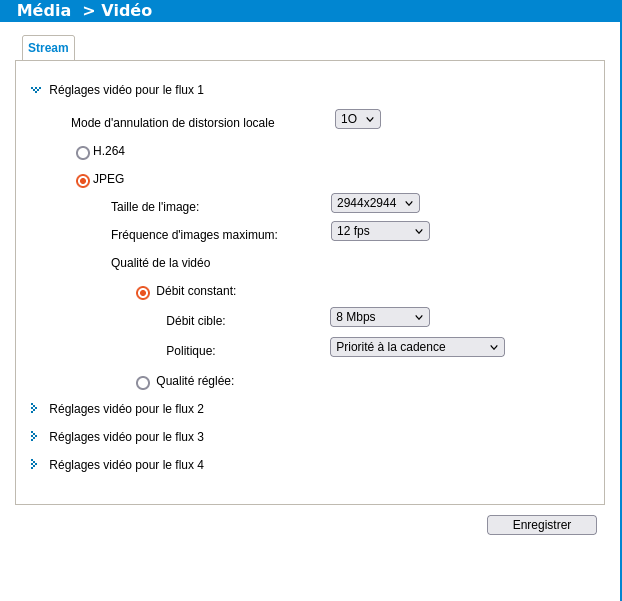 Média > Vidéo
Stream
Réglages vidéo pour le flux 1
Mode d'annulation de distorsion locale 1O
H.264
JPEG
Taille de l'image: 2944x2944
Fréquence d'images maximum: 12 fps
Qualité de la vidéo
Débit constant:
Débit cible: 8 Mbps
Politique: Priorité à la cadence
Qualité réglée:
Réglages vidéo pour le flux 2
Réglages vidéo pour le flux 3
Réglages vidéo pour le flux 4
Enregistrer